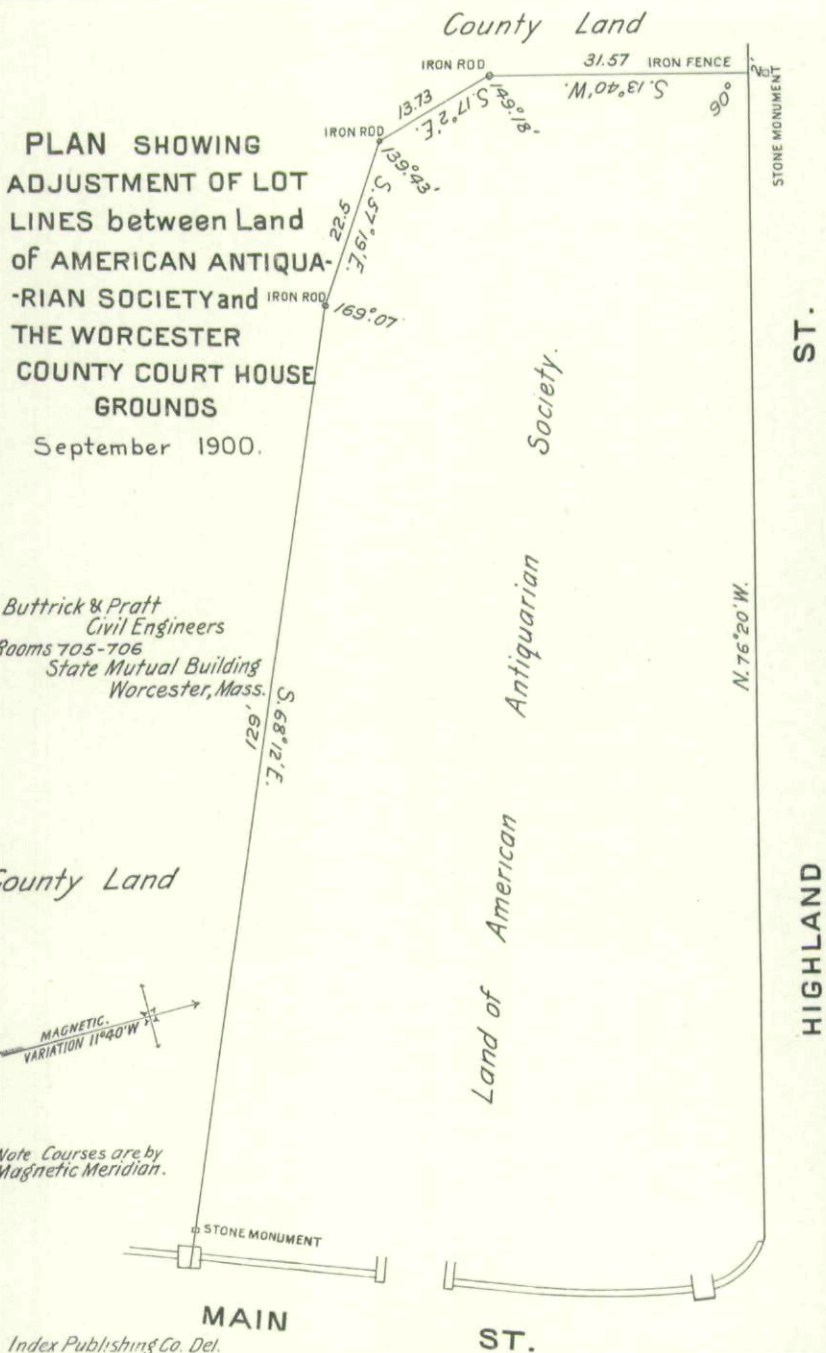 County Land
IRON ROD
31.57 IRON FENCE
2'
STONE MONUMENT
S. 13°40'W.
90°
149°18'
13.73
S. 17°2'E.
IRON ROD
139°43'
22.5
S. 57°19'E.
IRON ROD
169°07'
PLAN SHOWING
ADJUSTMENT OF LOT
LINES between Land
of AMERICAN ANTIQUA-
-RIAN SOCIETY and
THE WORCESTER
COUNTY COURT HOUSE
GROUNDS
September 1900.
Buttrick & Pratt
Civil Engineers
Rooms 705-706
State Mutual Building
Worcester, Mass.
129'
S. 68°12'E.
Land of American Antiquarian Society.
N. 76°20'W.
HIGHLAND ST.
County Land
MAGNETIC.
VARIATION 11°40'W
Note Courses are by
Magnetic Meridian.
STONE MONUMENT
MAIN ST.
Index Publishing Co. Del.